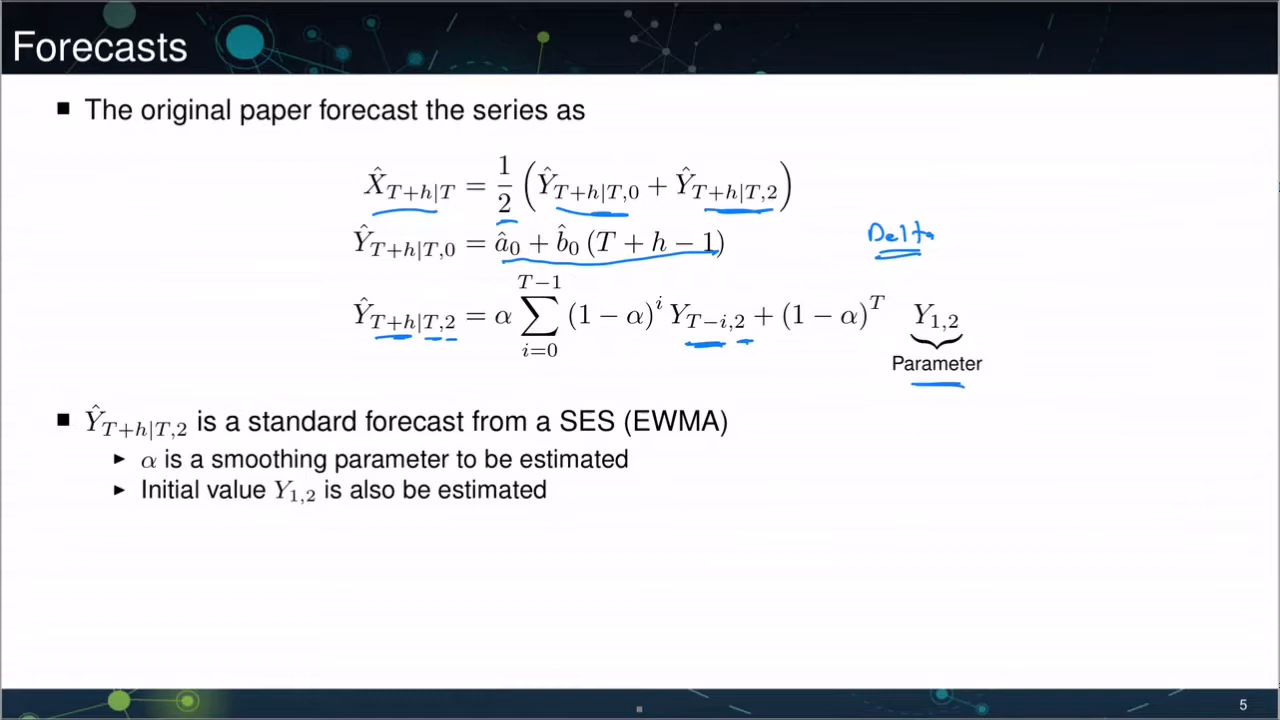 Forecasts
■ The original paper forecast the series as
X̂_{T+h|T} = 1/2 (Ŷ_{T+h|T,0} + Ŷ_{T+h|T,2})
Ŷ_{T+h|T,0} = â_0 + b̂_0 (T + h − 1)
Delta
Ŷ_{T+h|T,2} = α ∑_{i=0}^{T−1} (1 − α)^i Y_{T−i,2} + (1 − α)^T Y_{1,2}
Parameter
■ Ŷ_{T+h|T,2} is a standard forecast from a SES (EWMA)
► α is a smoothing parameter to be estimated
► Initial value Y_{1,2} is also be estimated
5